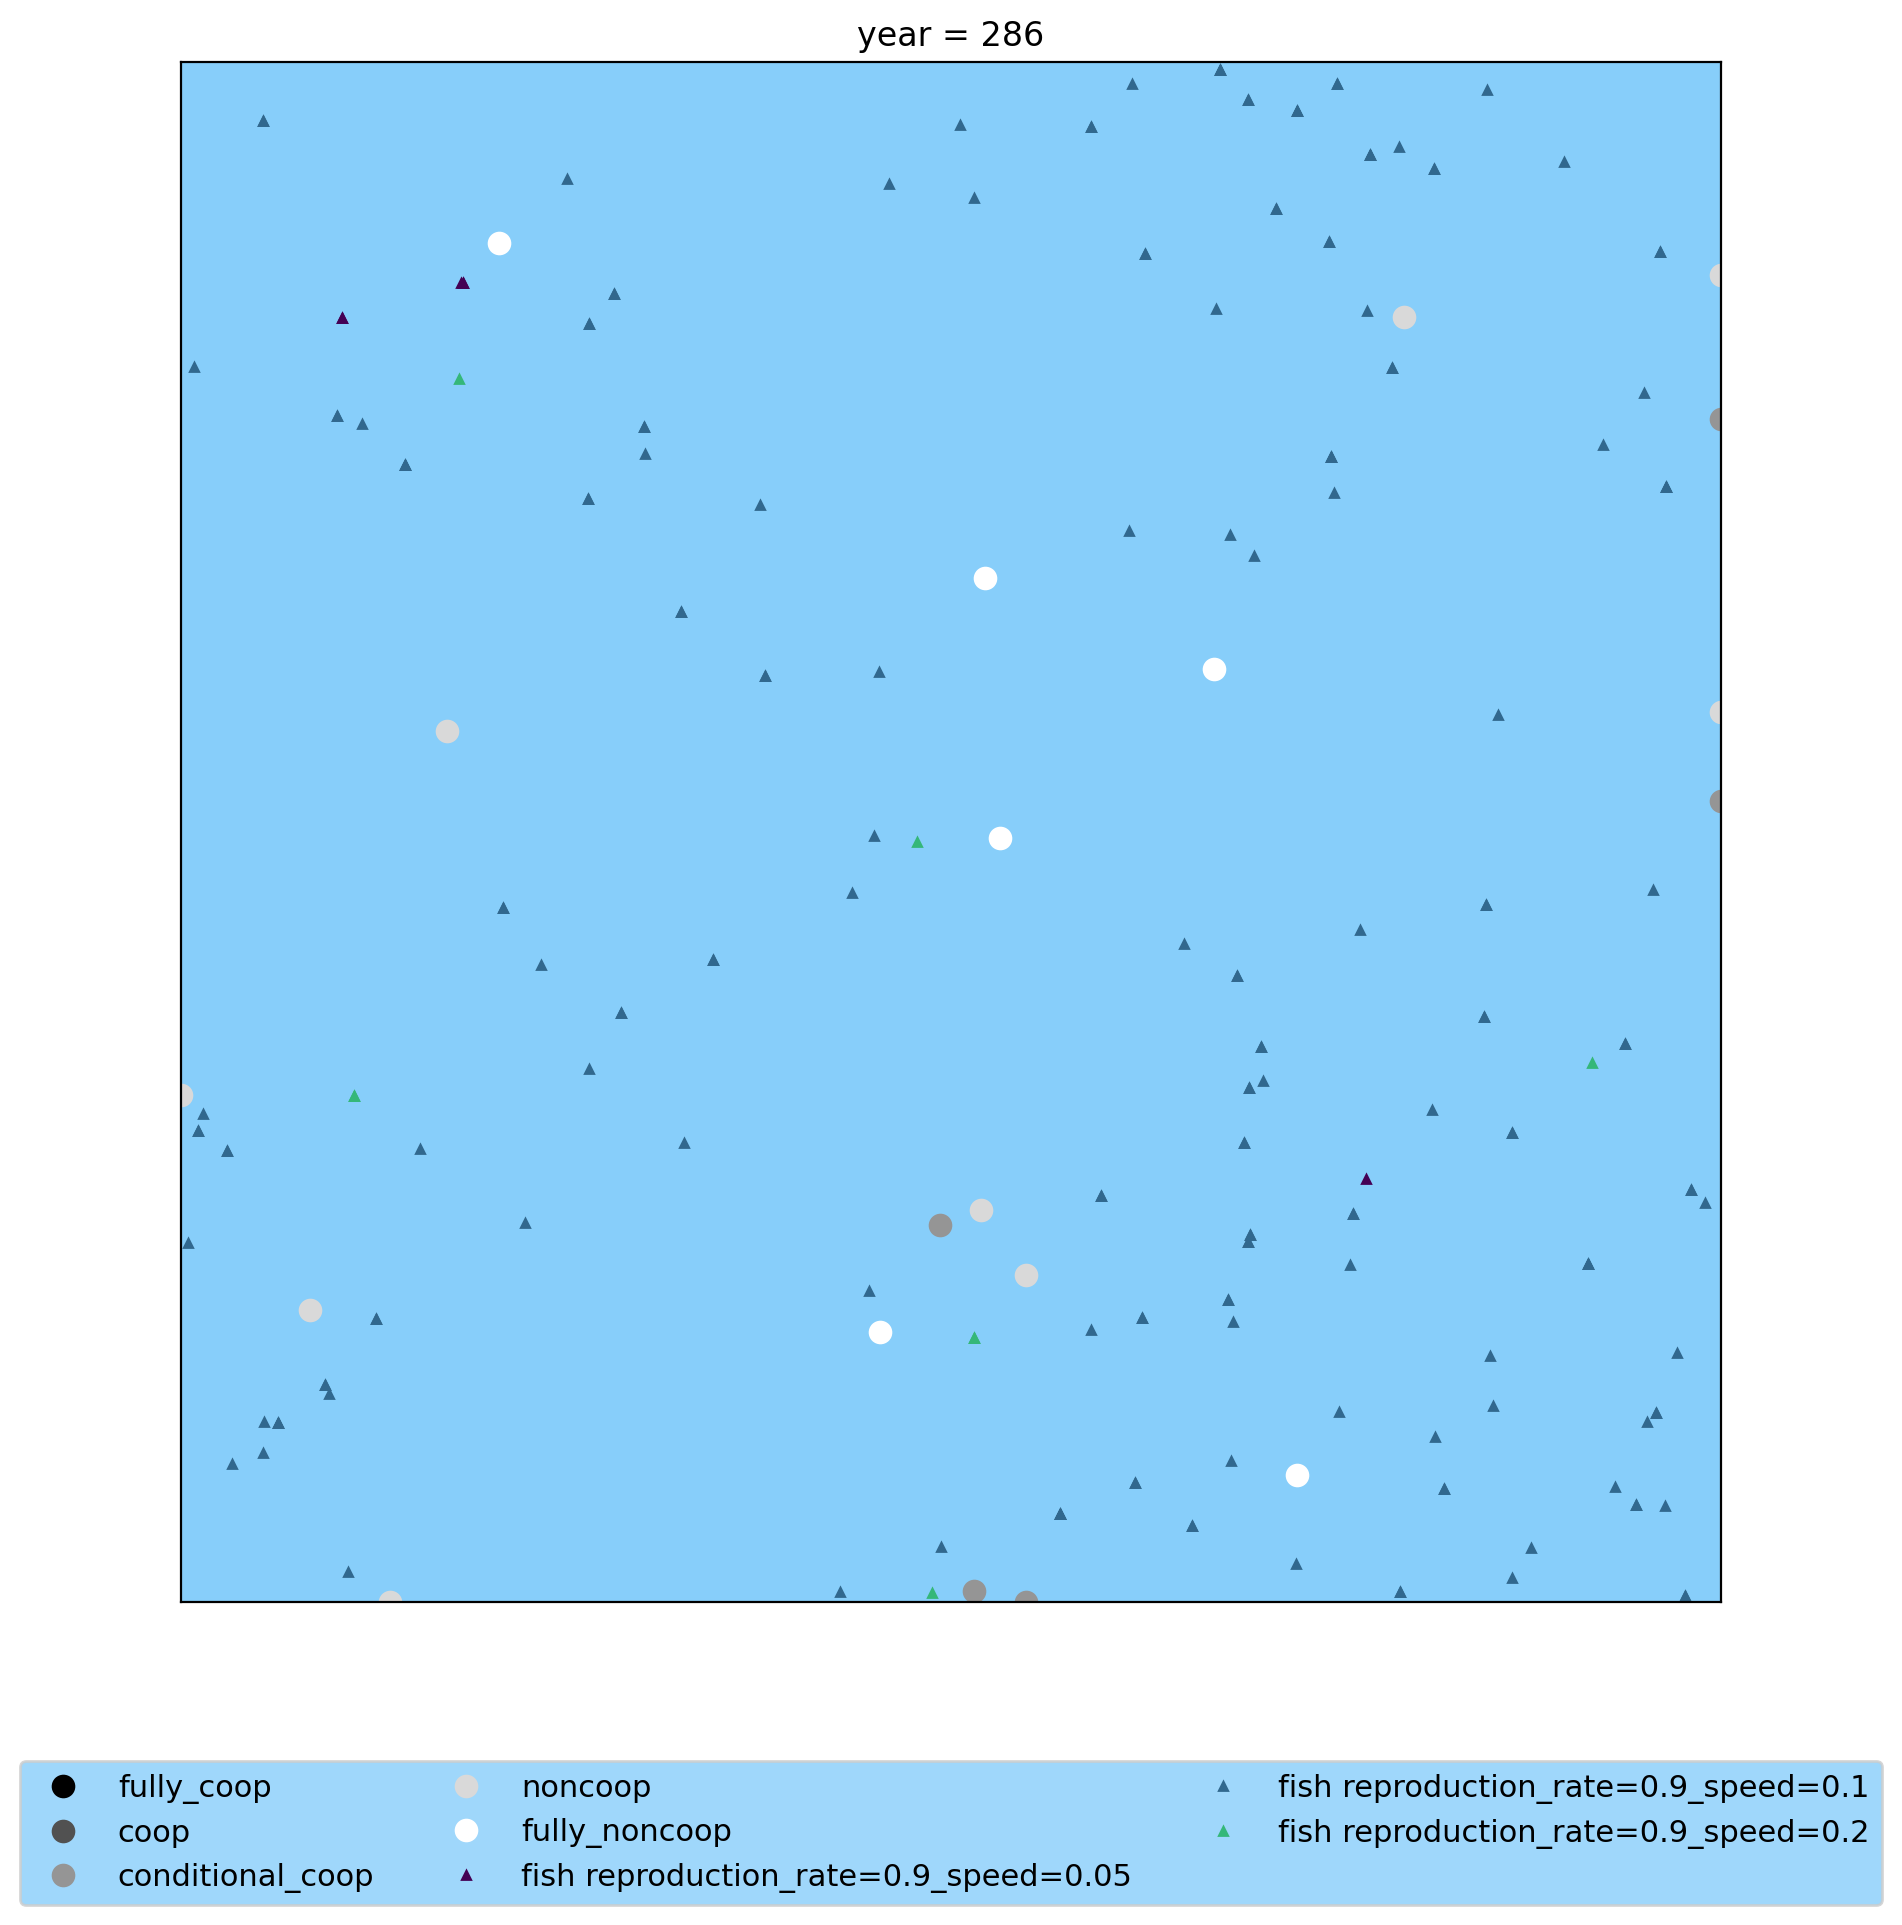 year = 286
fully_coop
coop
conditional_coop
noncoop
fully_noncoop
fish reproduction_rate=0.9_speed=0.05
fish reproduction_rate=0.9_speed=0.1
fish reproduction_rate=0.9_speed=0.2